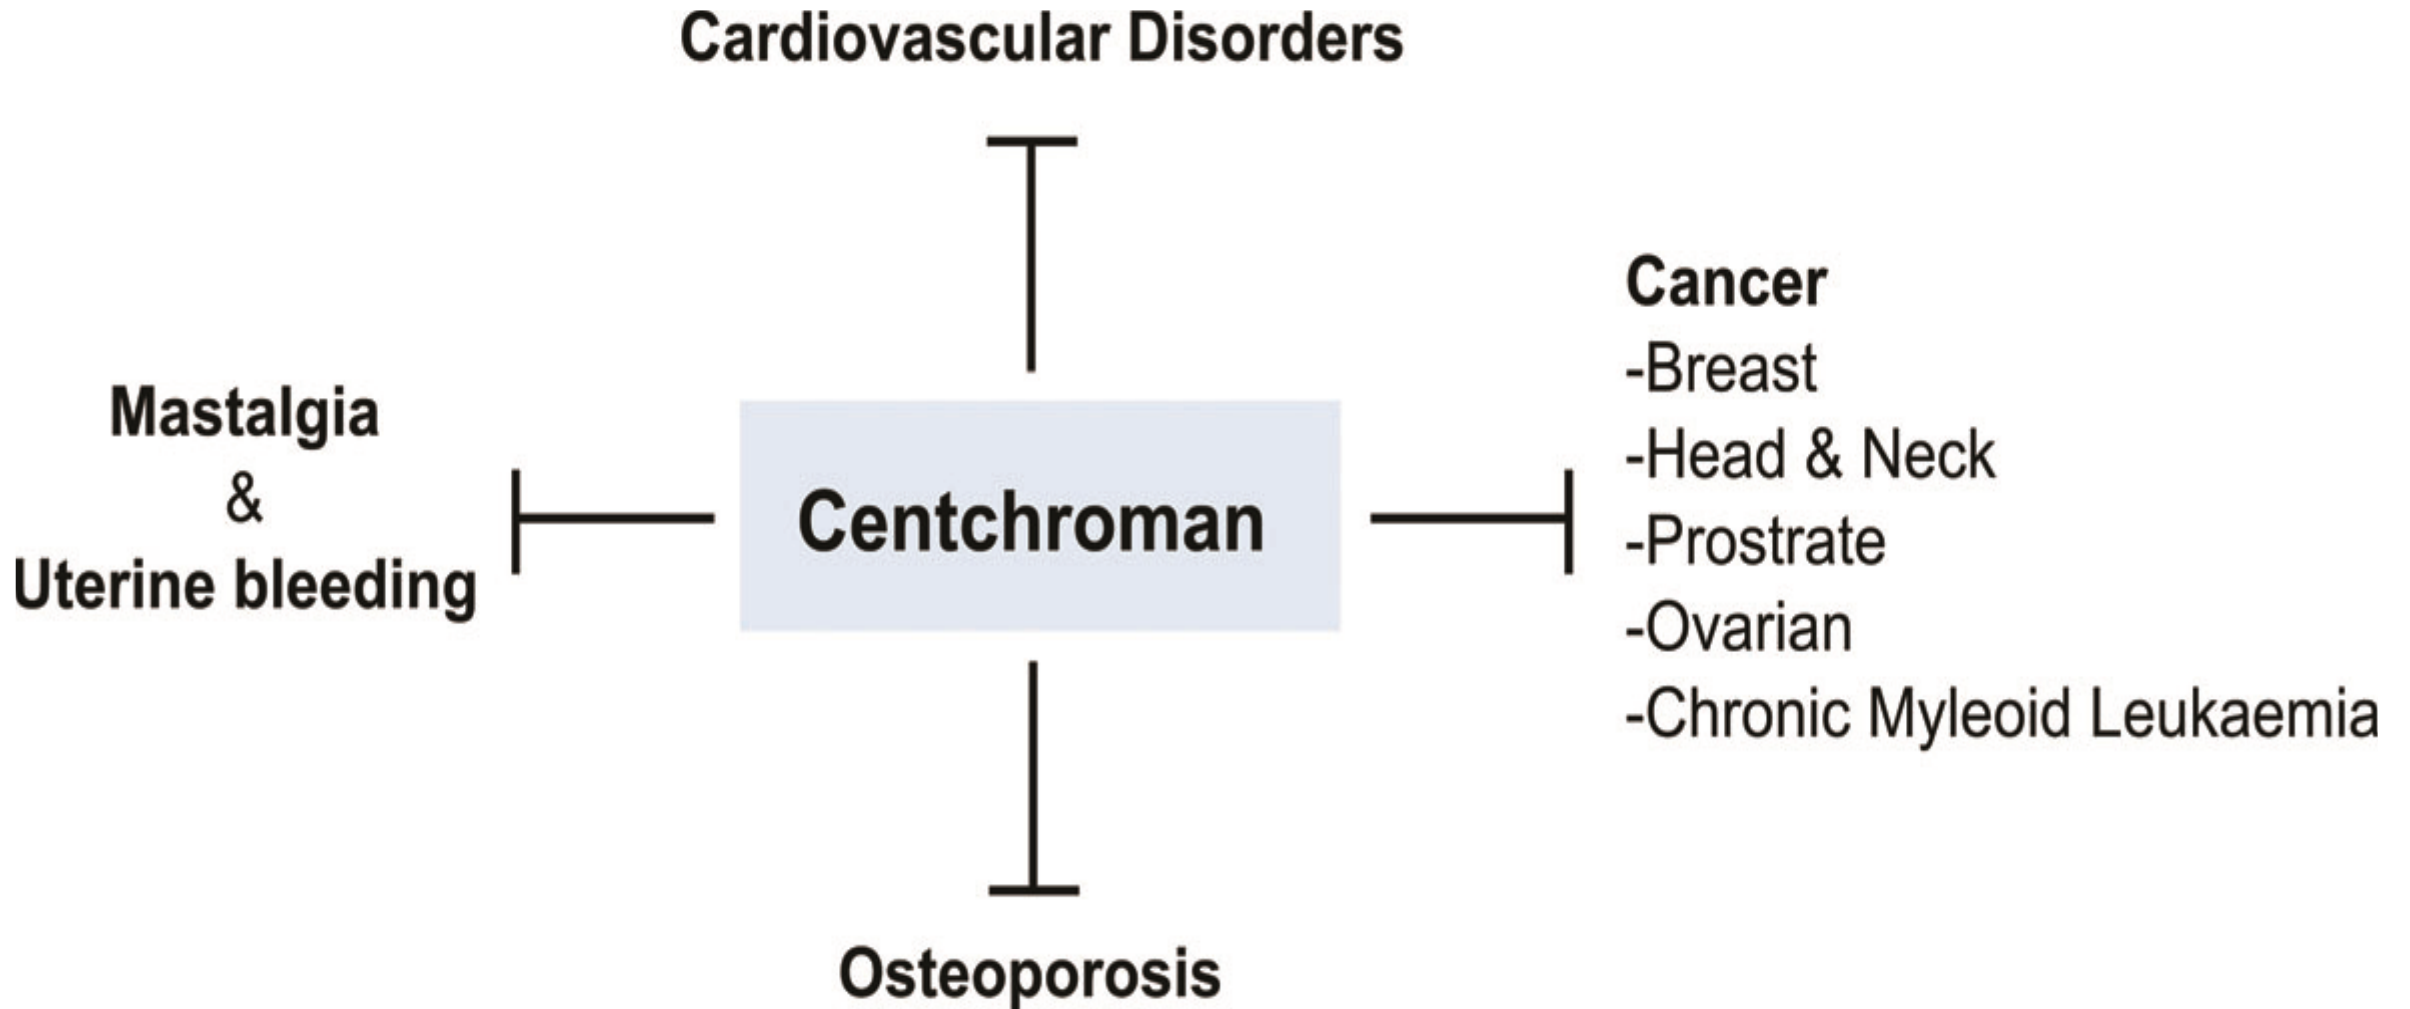 Cardiovascular Disorders
Mastalgia
&
Uterine bleeding
Centchroman
Cancer
-Breast
-Head & Neck
-Prostrate
-Ovarian
-Chronic Myleoid Leukaemia
Osteoporosis